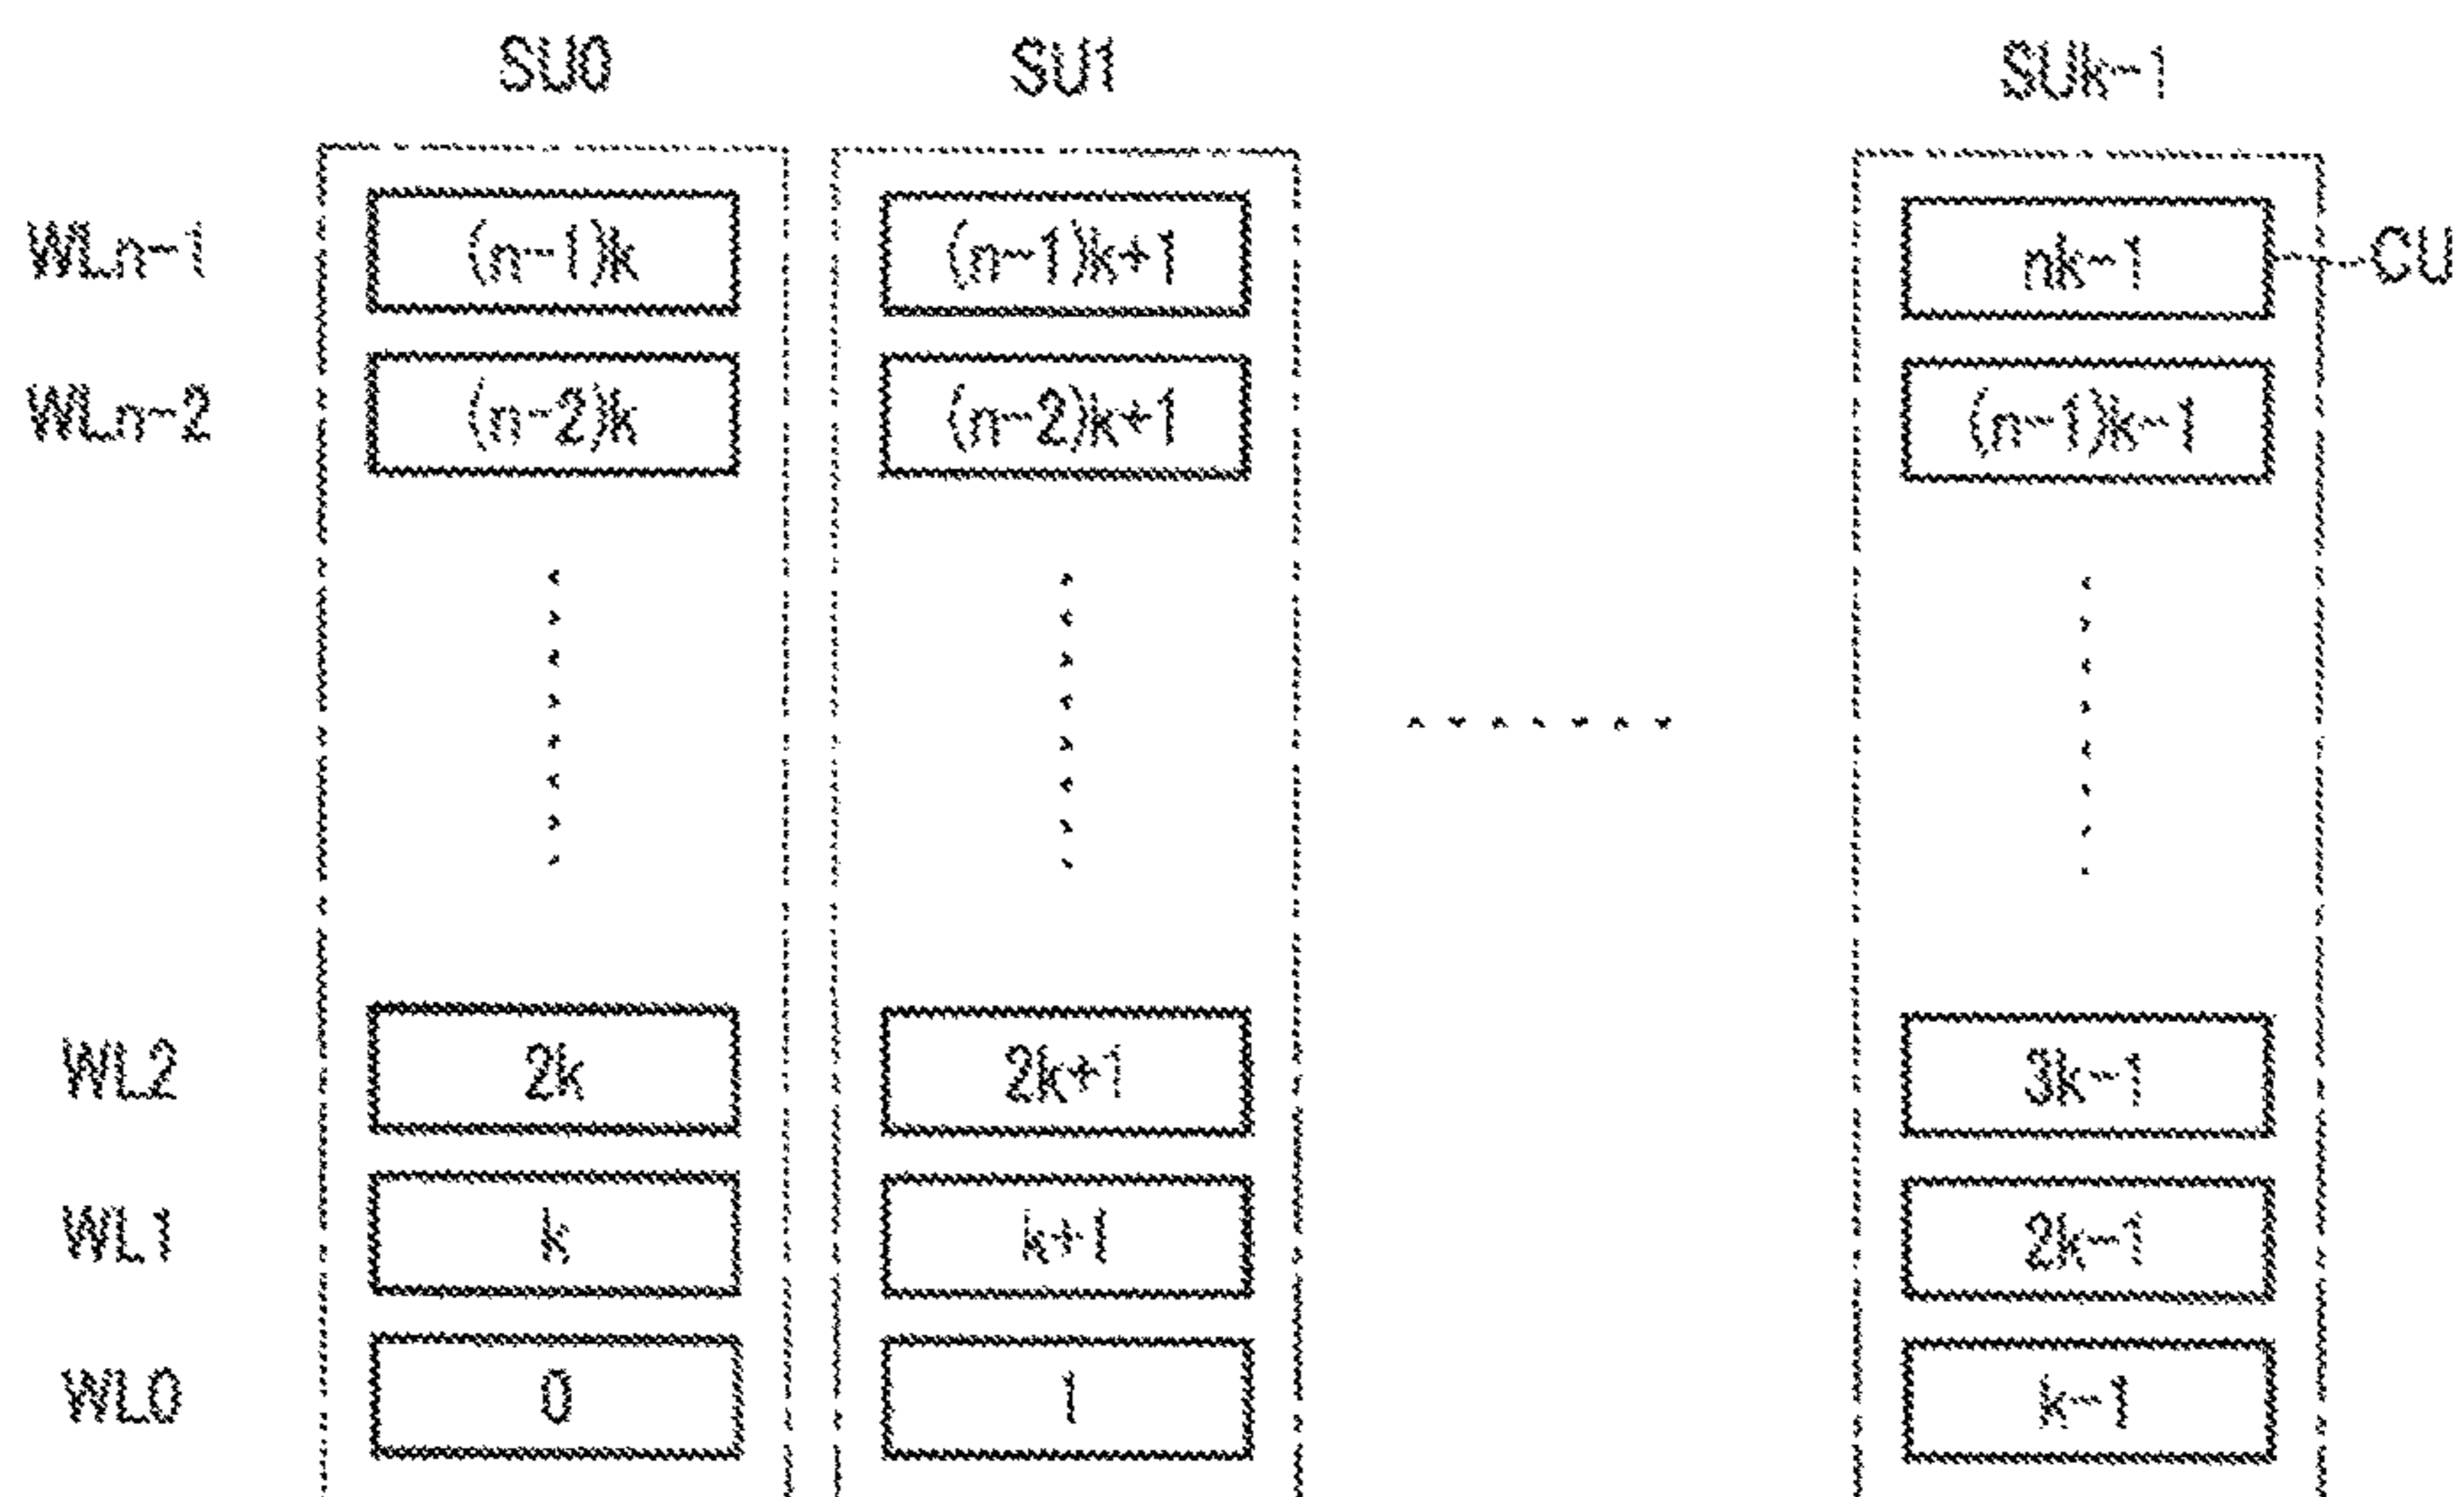 SU0 SU1 SUk-1
WLn-1 (n-1)k (n-1)k+1 nk-1 CU
WLn-2 (n-2)k (n-2)k+1 (n-1)k-1
WL2 2k 2k+1 3k-1
WL1 k k+1 2k-1
WL0 0 1 k-1